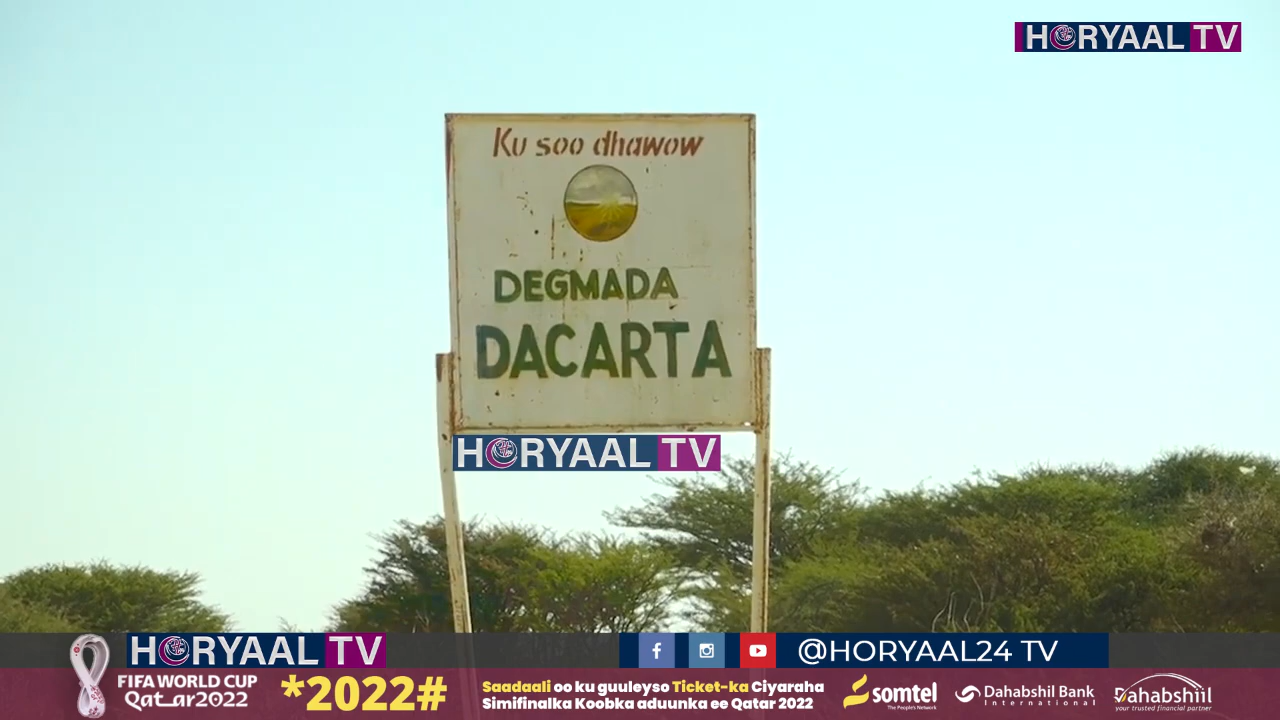 HORYAAL TV
Ku soo dhawow
DEGMADA
DACARTA
HORYAAL TV
HORYAAL TV
@HORYAAL24 TV
FIFA WORLD CUP
Qatar2022
*2022#
Saadaali oo ku guuleyso Ticket-ka Ciyaraha
Simifinalka Koobka aduunka ee Qatar 2022
somtel
The People's Network
Dahabshil Bank
International
Dahabshiil
your trusted financial partner